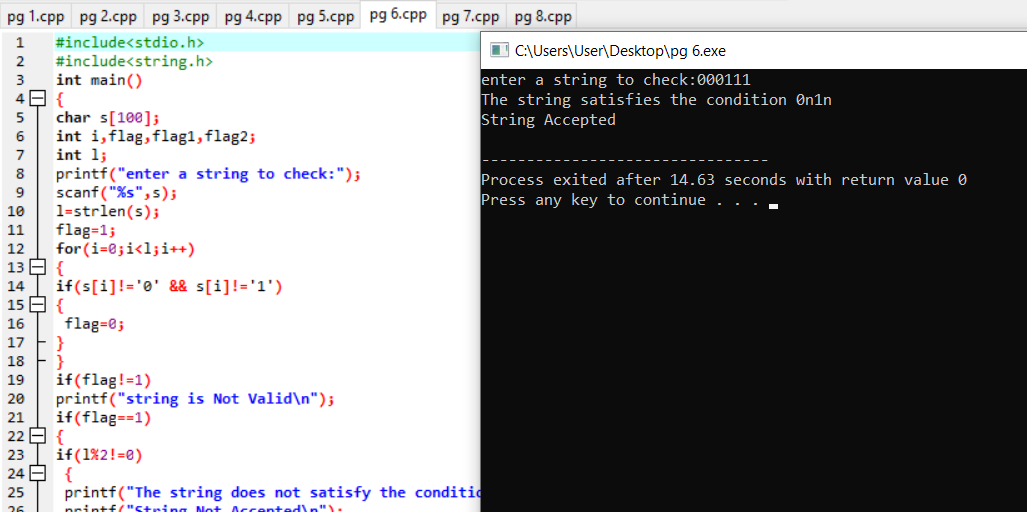 pg 1.cpp pg 2.cpp pg 3.cpp pg 4.cpp pg 5.cpp pg 6.cpp pg 7.cpp pg 8.cpp
1 #include<stdio.h>
2 #include<string.h>
3 int main()
4 {
5 char s[100];
6 int i,flag,flag1,flag2;
7 int l;
8 printf("enter a string to check:");
9 scanf("%s",s);
10 l=strlen(s);
11 flag=1;
12 for(i=0;i<l;i++)
13 {
14 if(s[i]!='0' && s[i]!='1')
15 {
16 flag=0;
17 }
18 }
19 if(flag!=1)
20 printf("string is Not Valid\n");
21 if(flag==1)
22 {
23 if(l%2!=0)
24 {
25 printf("The string does not satisfy the conditio
26 printf("String Not Accepted\n");
C:\Users\User\Desktop\pg 6.exe
enter a string to check:000111
The string satisfies the condition 0n1n
String Accepted
--------------------------------
Process exited after 14.63 seconds with return value 0
Press any key to continue . . .